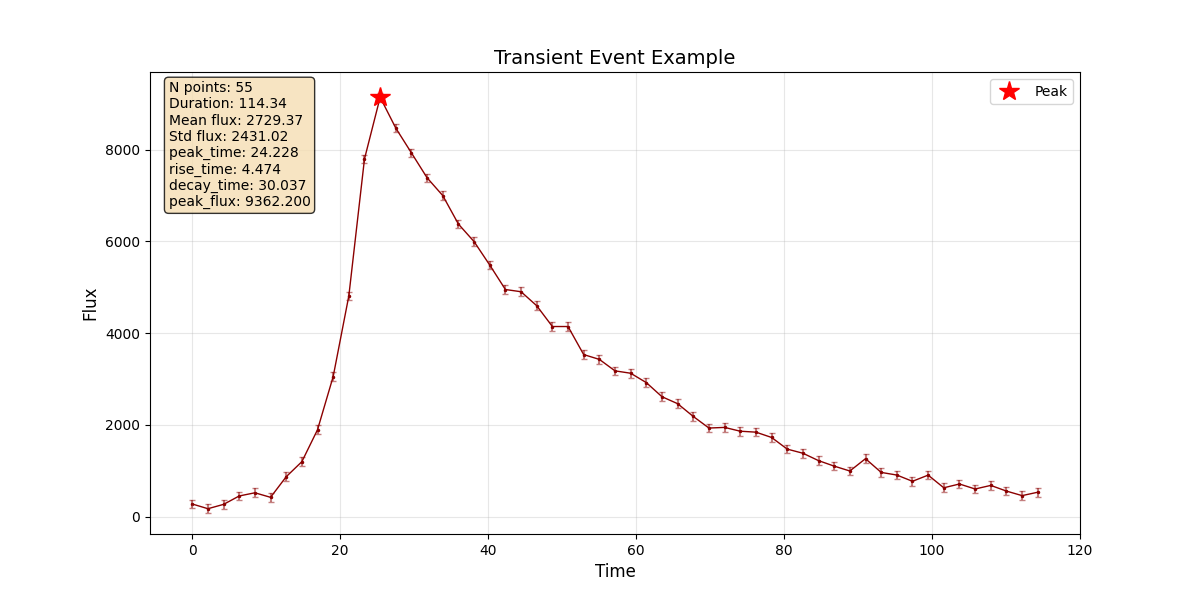 Transient Event Example
N points: 55
Duration: 114.34
Mean flux: 2729.37
Std flux: 2431.02
peak_time: 24.228
rise_time: 4.474
decay_time: 30.037
peak_flux: 9362.200
Peak
8000
6000
4000
2000
0
Flux
0 20 40 60 80 100 120
Time